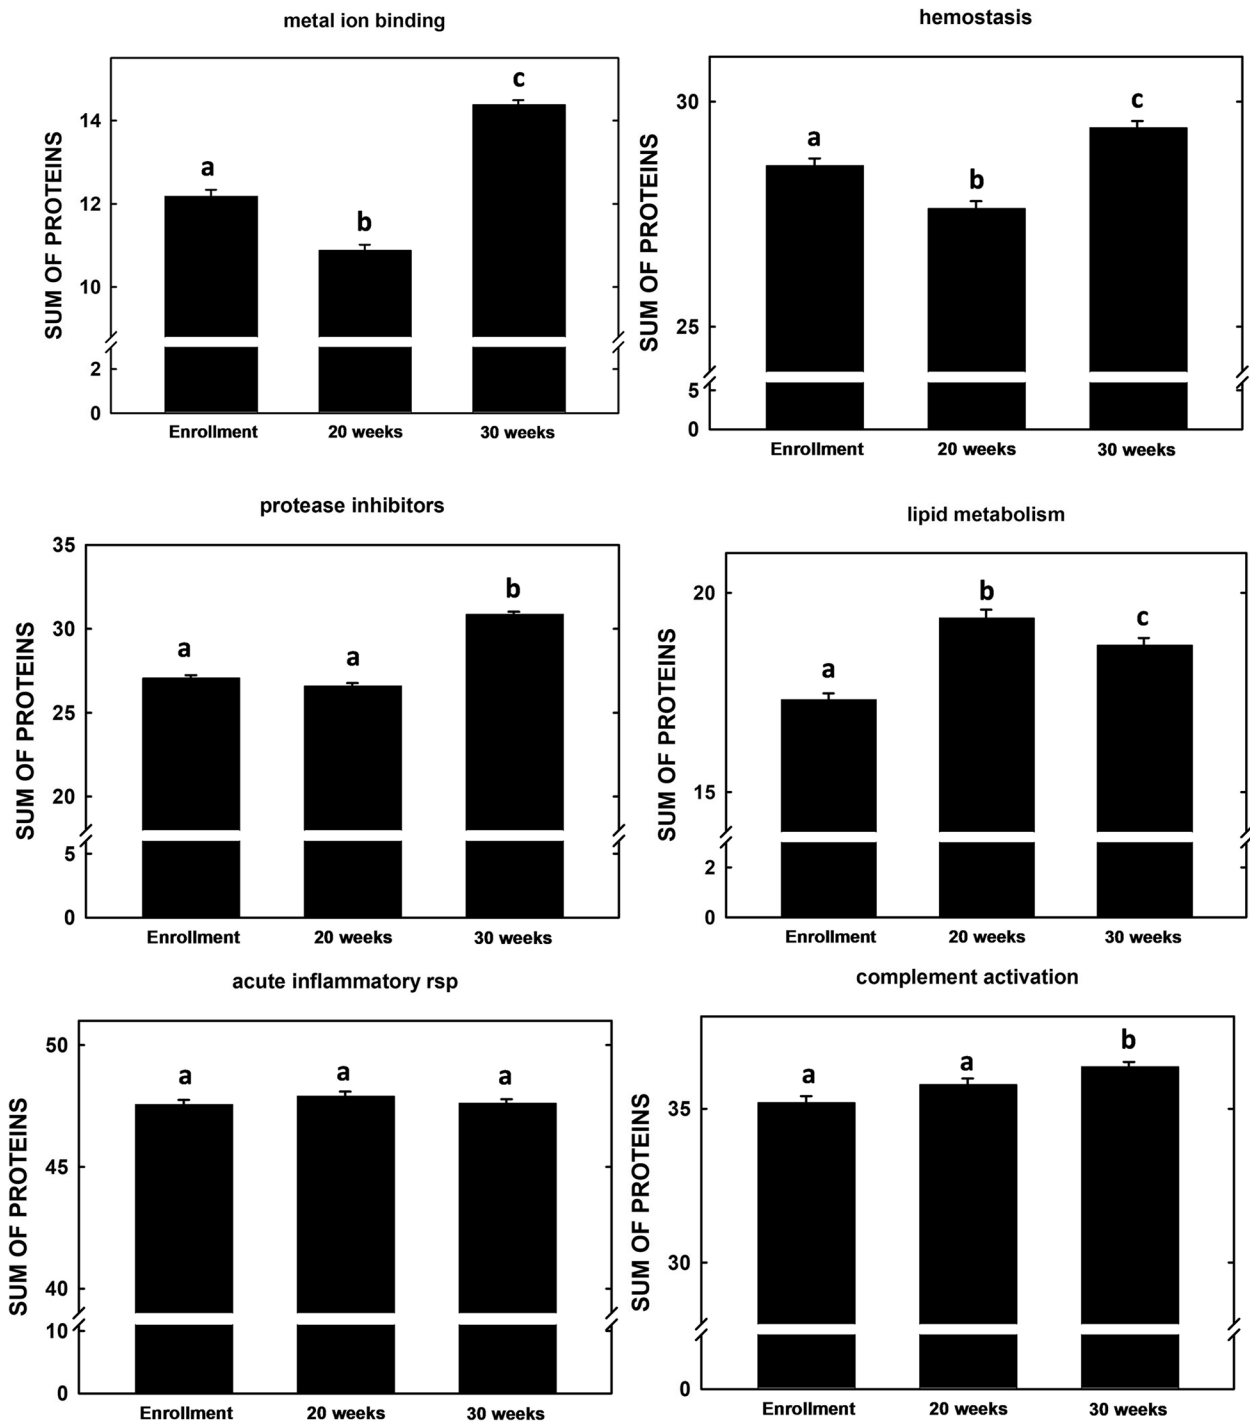 metal ion binding
SUM OF PROTEINS
14
12
10
2
0
c
a
b
Enrollment 20 weeks 30 weeks
hemostasis
SUM OF PROTEINS
30
25
5
0
c
a
b
Enrollment 20 weeks 30 weeks
protease inhibitors
SUM OF PROTEINS
35
30
25
20
5
0
b
a a
Enrollment 20 weeks 30 weeks
lipid metabolism
SUM OF PROTEINS
20
15
2
0
b
c
a
Enrollment 20 weeks 30 weeks
acute inflammatory rsp
SUM OF PROTEINS
50
45
40
10
0
a a a
Enrollment 20 weeks 30 weeks
complement activation
SUM OF PROTEINS
35
30
0
b
a
a
Enrollment 20 weeks 30 weeks